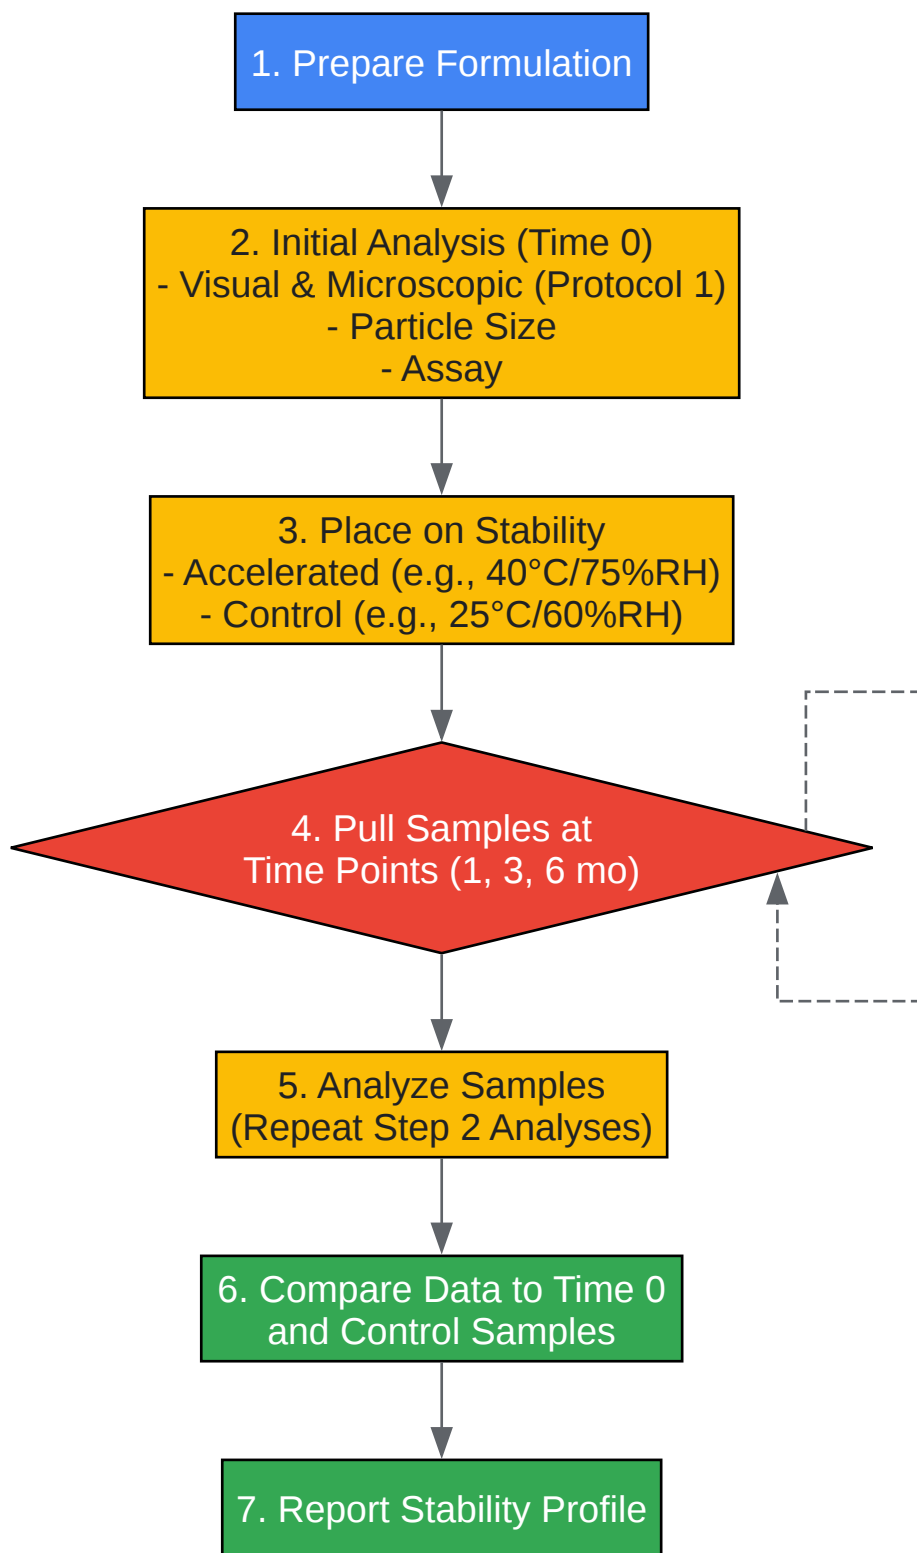 1. Prepare Formulation
2. Initial Analysis (Time 0)
- Visual & Microscopic (Protocol 1)
- Particle Size
- Assay
3. Place on Stability
- Accelerated (e.g., 40°C/75%RH)
- Control (e.g., 25°C/60%RH)
4. Pull Samples at
Time Points (1, 3, 6 mo)
5. Analyze Samples
(Repeat Step 2 Analyses)
6. Compare Data to Time 0
and Control Samples
7. Report Stability Profile